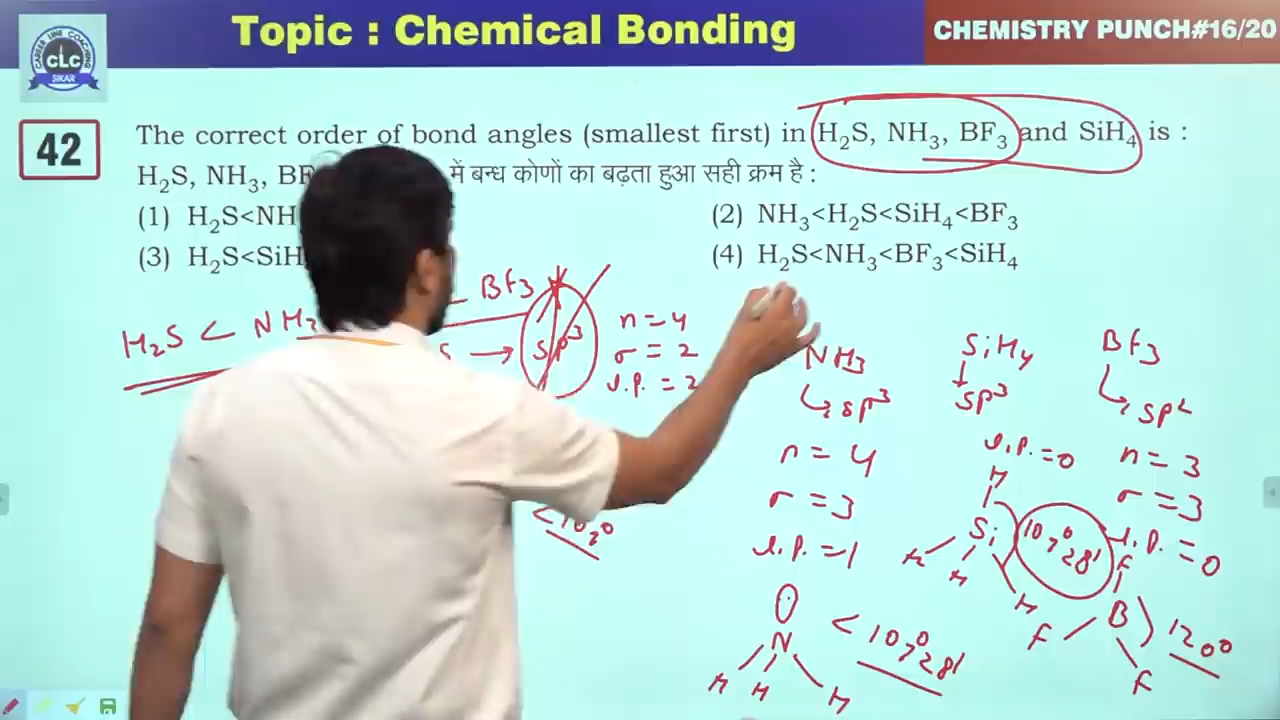 Topic : Chemical Bonding
CHEMISTRY PUNCH#16/20
CAREER LINE COACHING
CLC
SIKAR
42
The correct order of bond angles (smallest first) in H₂S, NH₃, BF₃ and SiH₄ is :
H₂S, NH₃, BF में बन्ध कोणों का बढ़ता हुआ सही क्रम है :
(1) H₂S<NH
(2) NH₃<H₂S<SiH₄<BF₃
(3) H₂S<SiH
(4) H₂S<NH₃<BF₃<SiH₄
H₂S < NH₃ < BF3
S → sp³
n=4
σ = 2
l.p. = 2
NH3
↳ sp³
n = 4
σ = 3
l.p. = 1
N
H H H
< 107°28'
SiH4
↓
sp³
l.p. = 0
H
Si
H H H
107°28'
BF3
↳ sp²
n = 3
σ = 3
l.p. = 0
F
B
F F
120°